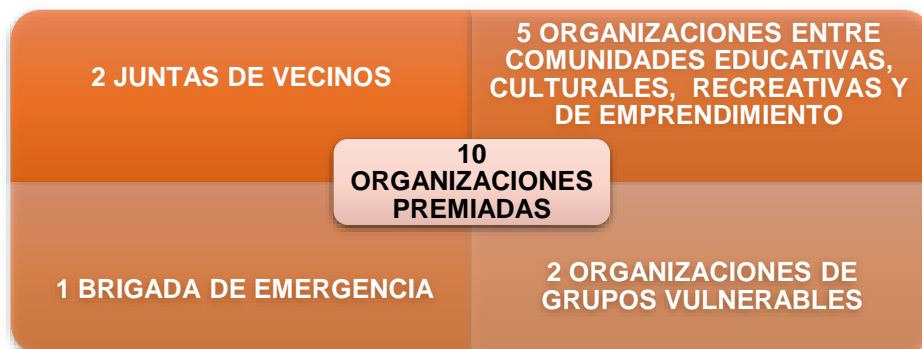 2 JUNTAS DE VECINOS
5 ORGANIZACIONES ENTRE
COMUNIDADES EDUCATIVAS,
CULTURALES, RECREATIVAS Y
DE EMPRENDIMIENTO
10
ORGANIZACIONES
PREMIADAS
1 BRIGADA DE EMERGENCIA
2 ORGANIZACIONES DE
GRUPOS VULNERABLES